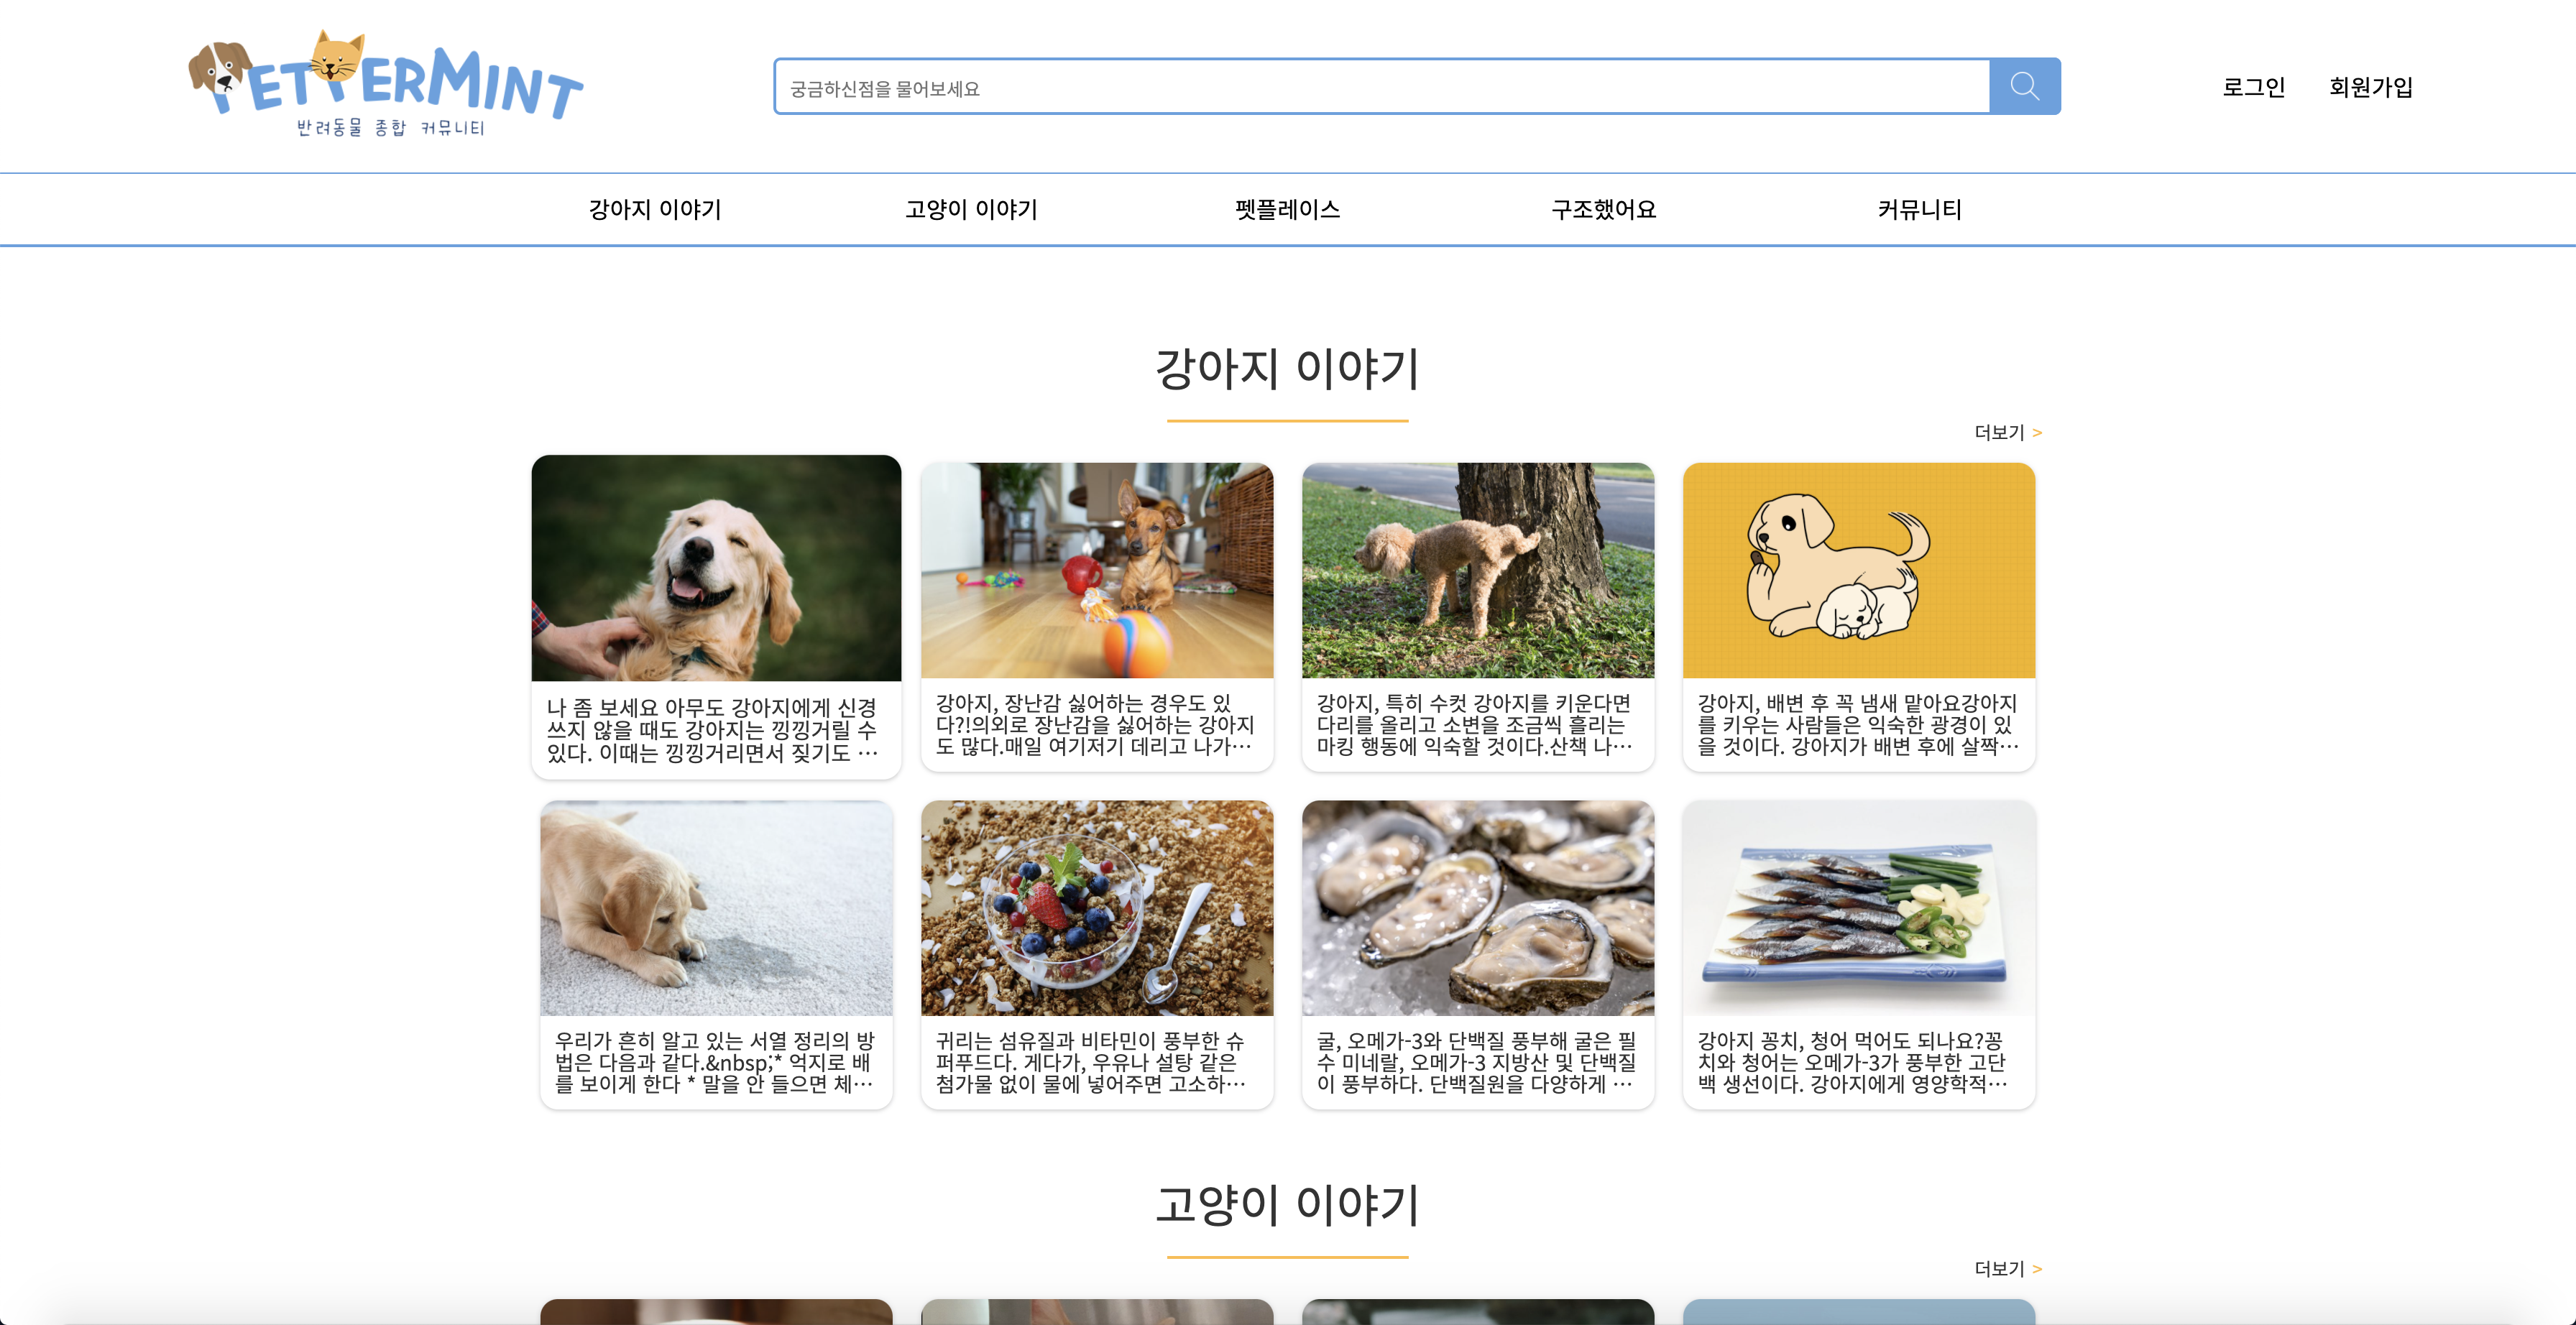 PETTERMINT
반려동물 종합 커뮤니티
궁금하신점을 물어보세요
로그인 회원가입
강아지 이야기 고양이 이야기 펫플레이스 구조했어요 커뮤니티
강아지 이야기
더보기 >
나 좀 보세요 아무도 강아지에게 신경
쓰지 않을 때도 강아지는 낑낑거릴 수
있다. 이때는 낑낑거리면서 짖기도 …
강아지, 장난감 싫어하는 경우도 있
다?!의외로 장난감을 싫어하는 강아지
도 많다.매일 여기저기 데리고 나가…
강아지, 특히 수컷 강아지를 키운다면
다리를 올리고 소변을 조금씩 흘리는
마킹 행동에 익숙할 것이다.산책 나…
강아지, 배변 후 꼭 냄새 맡아요강아지
를 키우는 사람들은 익숙한 광경이 있
을 것이다. 강아지가 배변 후에 살짝…
우리가 흔히 알고 있는 서열 정리의 방
법은 다음과 같다.&nbsp;* 억지로 배
를 보이게 한다 * 말을 안 들으면 체…
귀리는 섬유질과 비타민이 풍부한 슈
퍼푸드다. 게다가, 우유나 설탕 같은
첨가물 없이 물에 넣어주면 고소하…
굴, 오메가-3와 단백질 풍부해 굴은 필
수 미네랄, 오메가-3 지방산 및 단백질
이 풍부하다. 단백질원을 다양하게 …
강아지 꽁치, 청어 먹어도 되나요?꽁
치와 청어는 오메가-3가 풍부한 고단
백 생선이다. 강아지에게 영양학적…
고양이 이야기
더보기 >